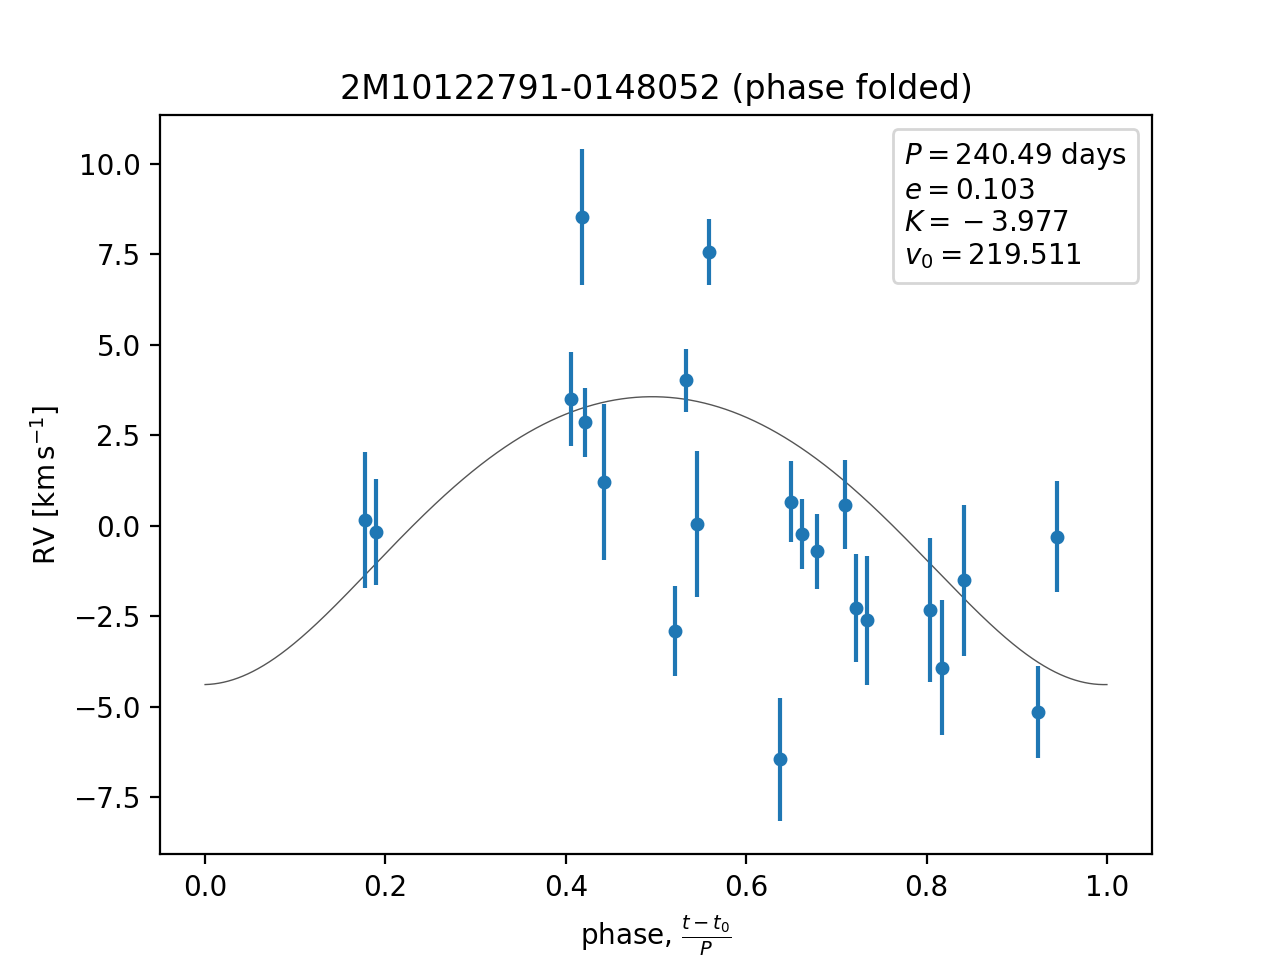 2M10122791-0148052 (phase folded)
P = 240.49 days
e = 0.103
K = − 3.977
v₀ = 219.511
10.0
7.5
5.0
2.5
0.0
−2.5
−5.0
−7.5
RV [km s⁻¹]
0.0 0.2 0.4 0.6 0.8 1.0
phase, (t − t₀)/P